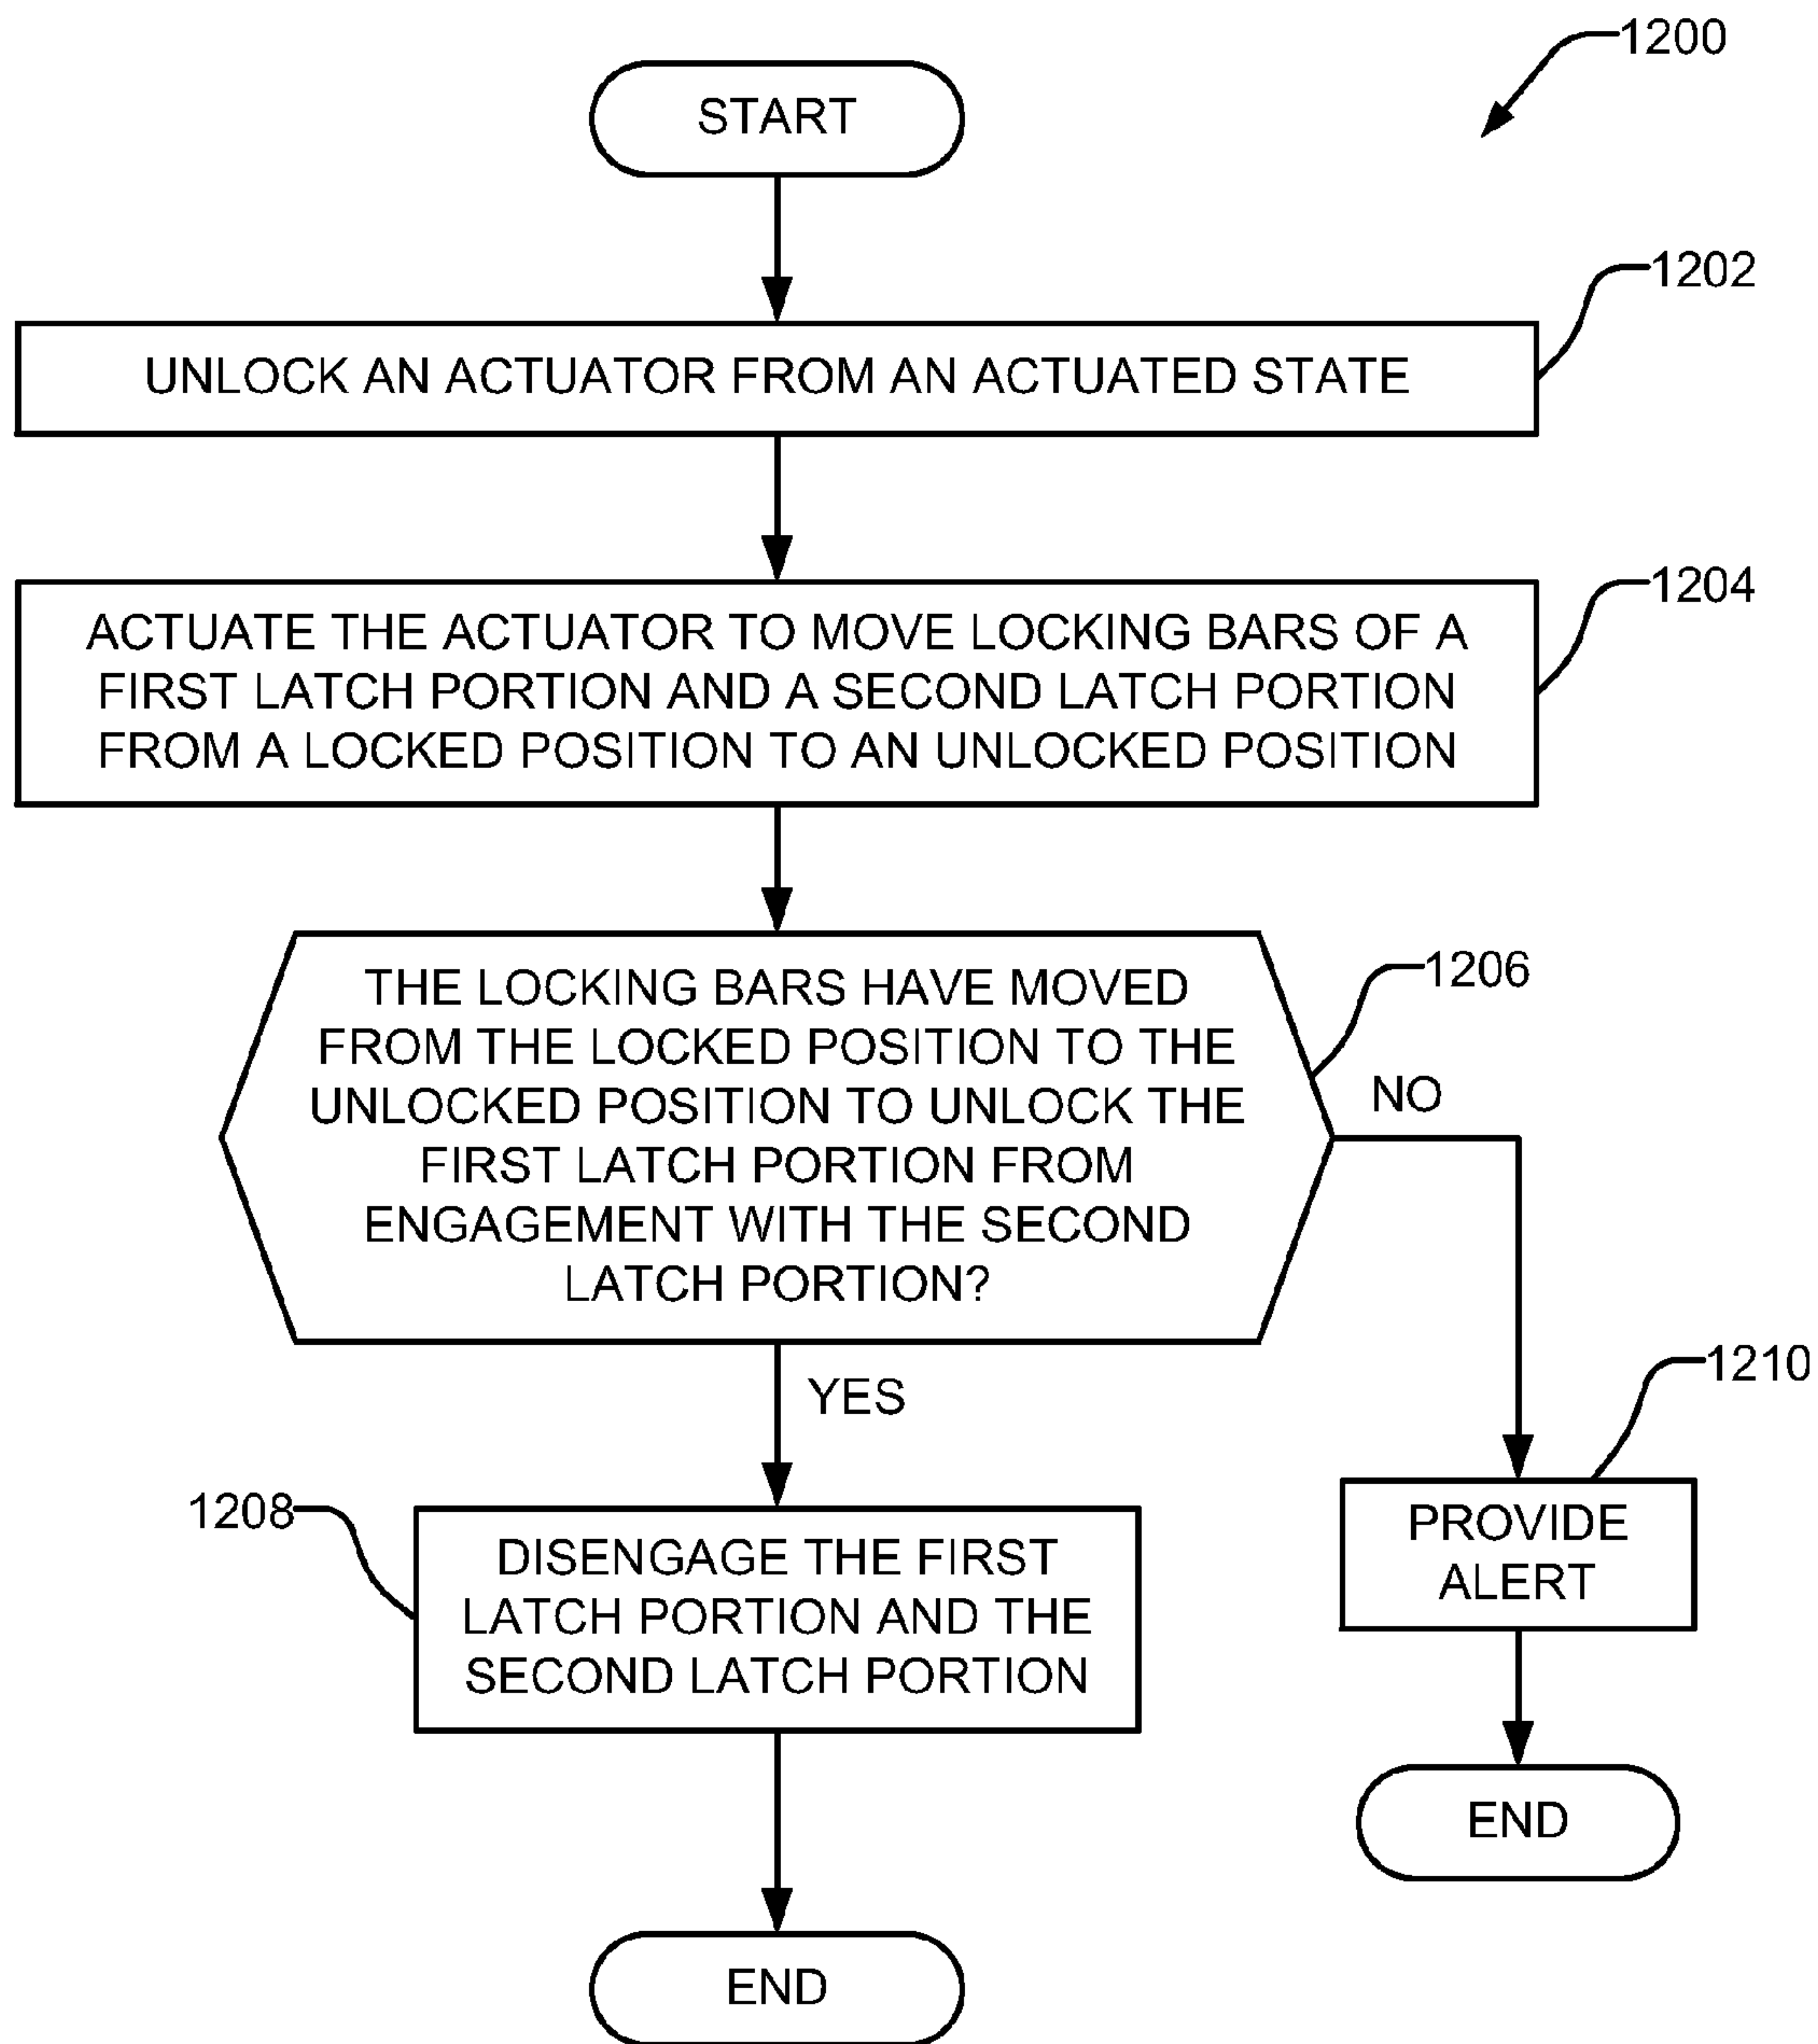 1200
START
1202
UNLOCK AN ACTUATOR FROM AN ACTUATED STATE
1204
ACTUATE THE ACTUATOR TO MOVE LOCKING BARS OF A
FIRST LATCH PORTION AND A SECOND LATCH PORTION
FROM A LOCKED POSITION TO AN UNLOCKED POSITION
1206
THE LOCKING BARS HAVE MOVED
FROM THE LOCKED POSITION TO THE
UNLOCKED POSITION TO UNLOCK THE
FIRST LATCH PORTION FROM
ENGAGEMENT WITH THE SECOND
LATCH PORTION?
NO
YES
1210
1208
DISENGAGE THE FIRST
LATCH PORTION AND THE
SECOND LATCH PORTION
PROVIDE
ALERT
END
END